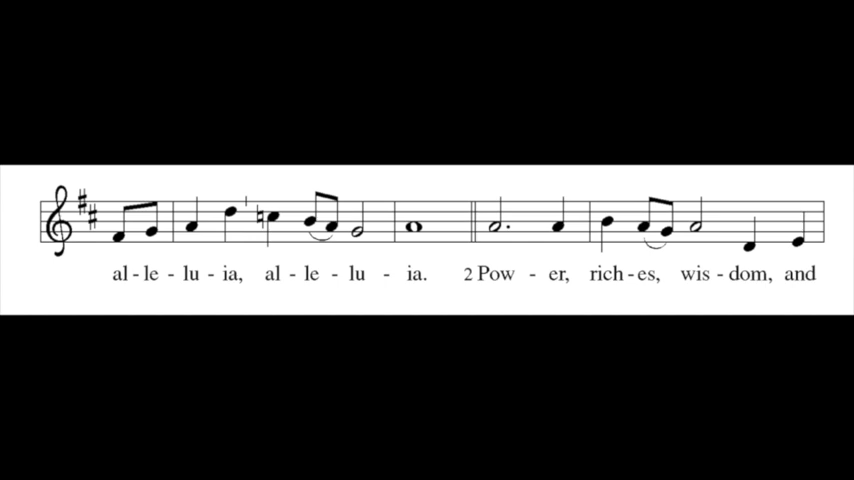 al - le - lu - ia, al - le - lu - ia. 2 Pow - er, rich - es, wis - dom, and